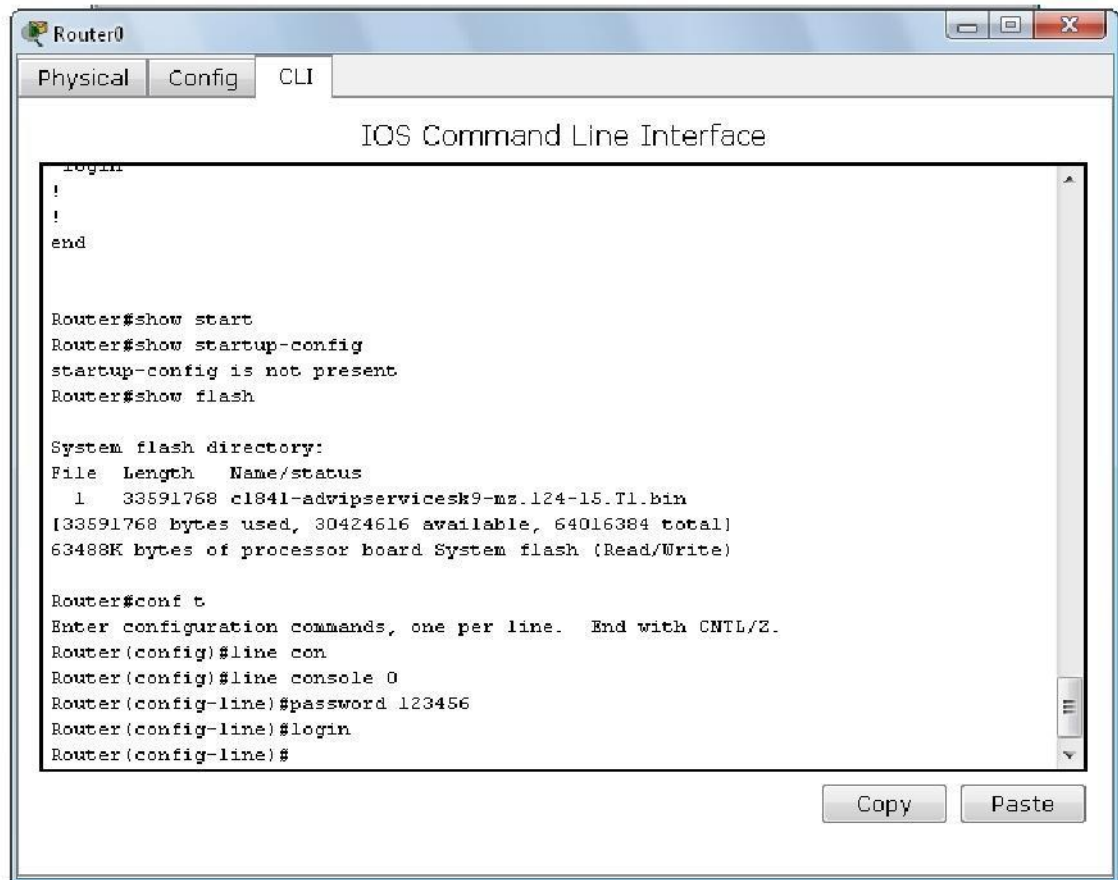 Router0
Physical Config CLI
IOS Command Line Interface
login
!
!
end
Router#show start
Router#show startup-config
startup-config is not present
Router#show flash
System flash directory:
File Length Name/status
1 33591768 c1841-advipservicesk9-mz.124-15.T1.bin
[33591768 bytes used, 30424616 available, 64016384 total]
63488K bytes of processor board System flash (Read/Write)
Router#conf t
Enter configuration commands, one per line. End with CNTL/Z.
Router(config)#line con
Router(config)#line console 0
Router(config-line)#password 123456
Router(config-line)#login
Router(config-line)#
Copy Paste